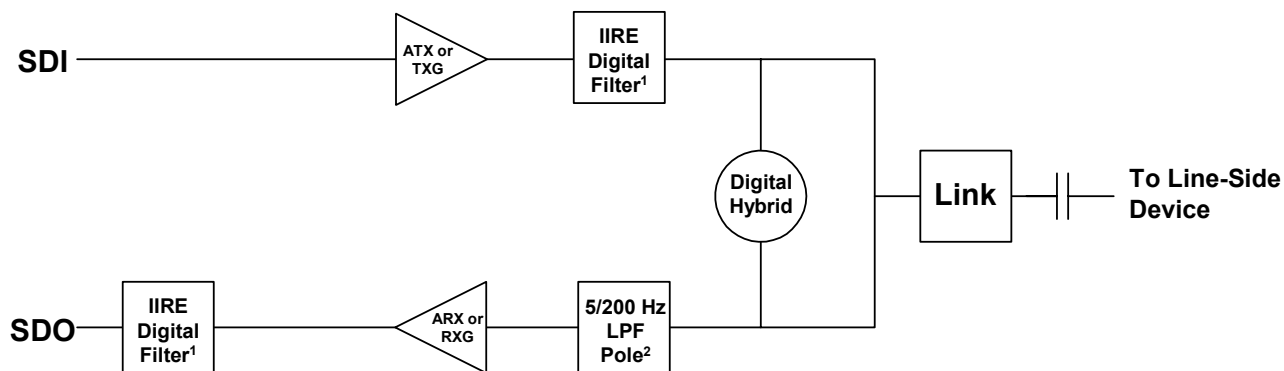 SDI
ATX or
TXG
IIRE
Digital
Filter1
Digital
Hybrid
Link
To Line-Side
Device
SDO
IIRE
Digital
Filter1
ARX or
RXG
5/200 Hz
LPF
Pole2